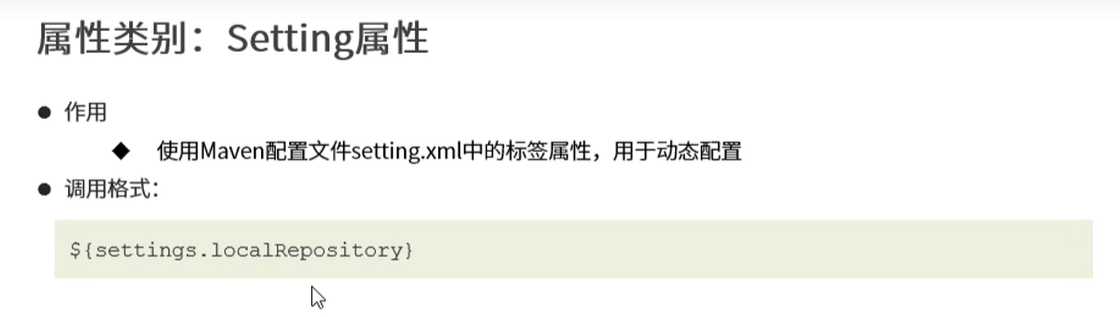 属性类别：Setting属性
作用
使用Maven配置文件setting.xml中的标签属性，用于动态配置
调用格式：
${settings.localRepository}